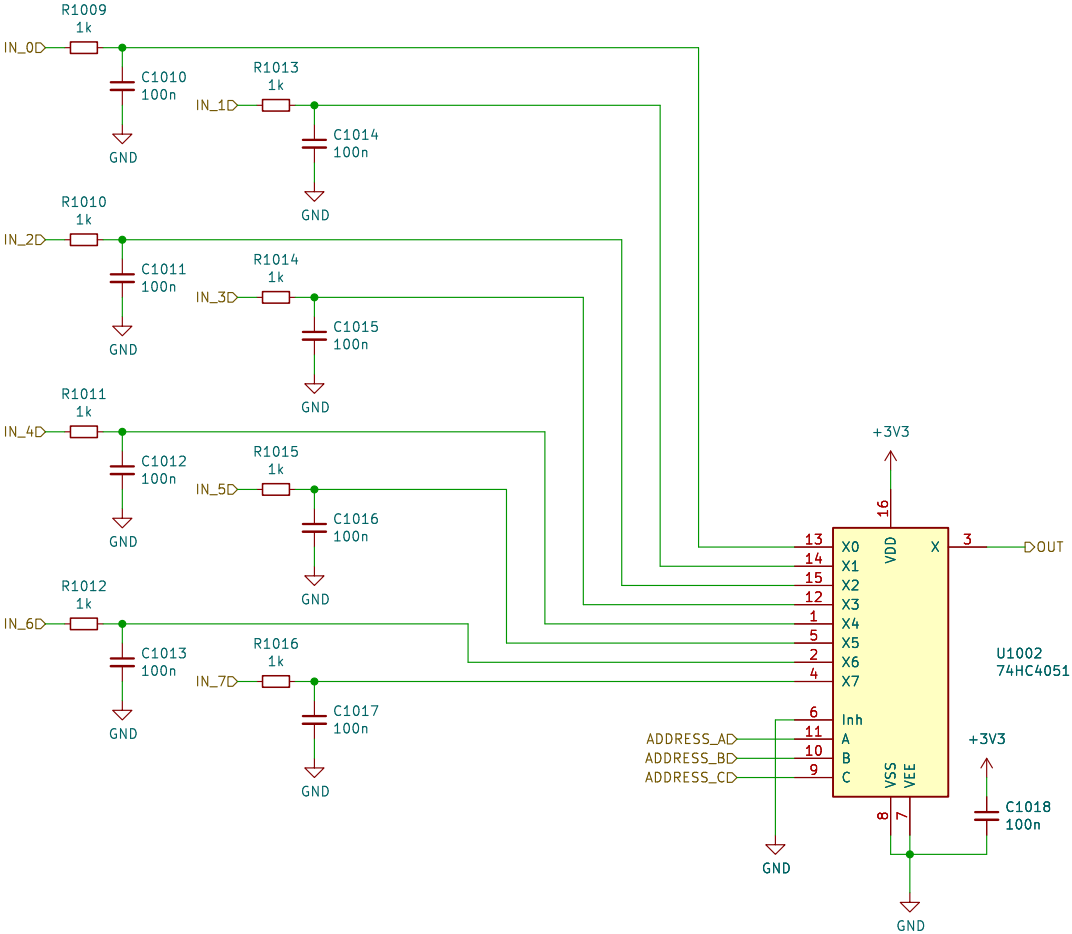 R1009
1k
IN_0
C1010
100n
GND
R1013
1k
IN_1
C1014
100n
GND
R1010
1k
IN_2
C1011
100n
GND
R1014
1k
IN_3
C1015
100n
GND
R1011
1k
IN_4
C1012
100n
GND
R1015
1k
IN_5
C1016
100n
GND
R1012
1k
IN_6
C1013
100n
GND
R1016
1k
IN_7
C1017
100n
GND
+3V3
16
VDD
13 X0
14 X1
15 X2
12 X3
1 X4
5 X5
2 X6
4 X7
6 Inh
ADDRESS_A 11 A
ADDRESS_B 10 B
ADDRESS_C 9 C
X 3 OUT
U1002
74HC4051
VSS
VEE
8
7
GND
+3V3
C1018
100n
GND